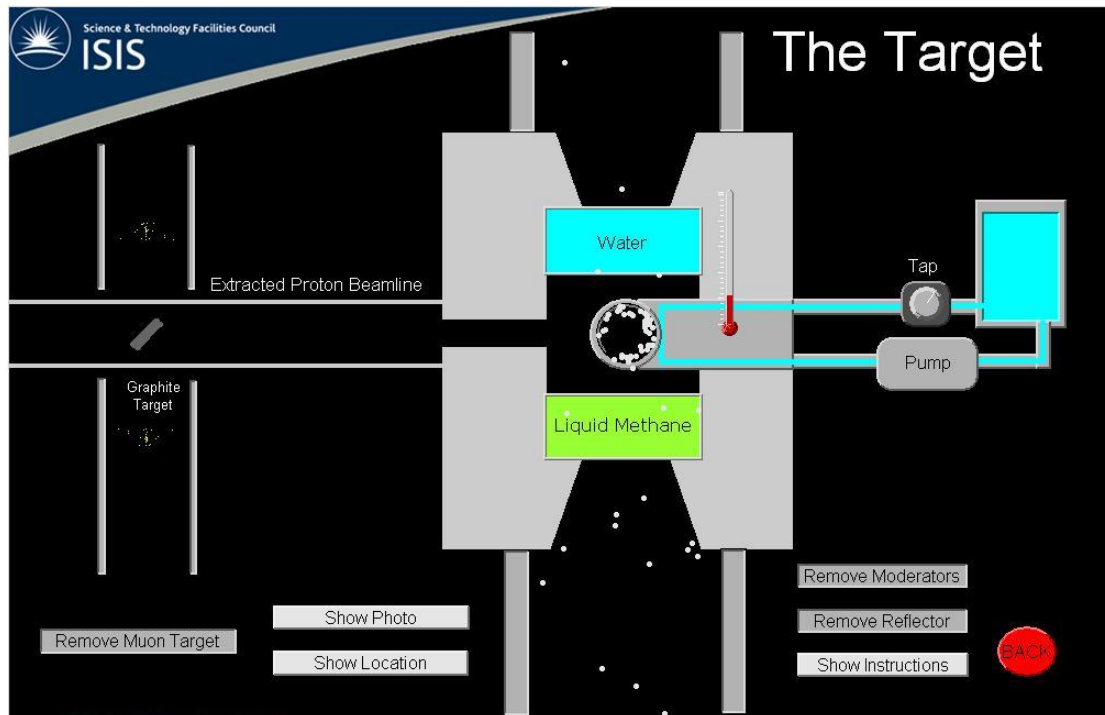 Science & Technology Facilities Council
ISIS
The Target
Water
Extracted Proton Beamline
Tap
Pump
Graphite
Target
Liquid Methane
Remove Moderators
Show Photo
Remove Reflector
Remove Muon Target
Show Location
Show Instructions
BACK